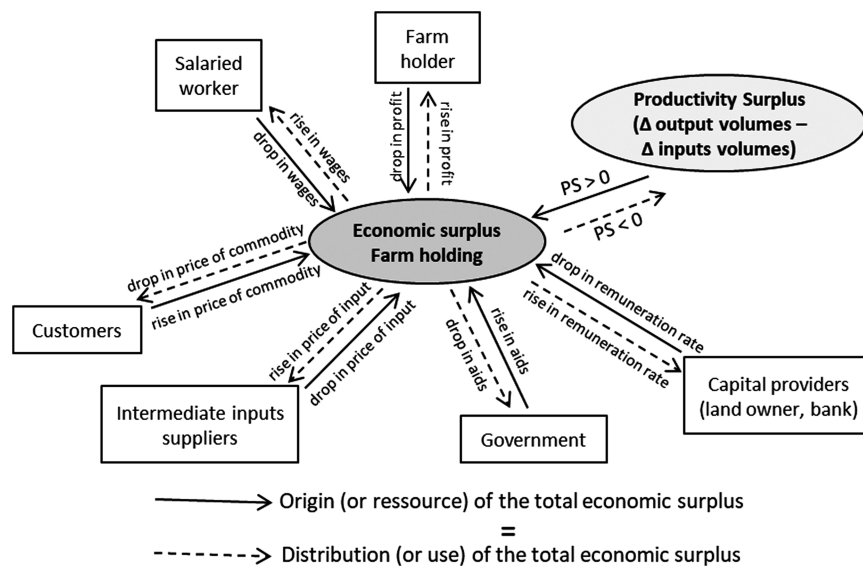 Farm
holder
Salaried
worker
Productivity Surplus
(Δ output volumes –
Δ inputs volumes)
rise in wages
drop in wages
drop in profit
rise in profit
PS > 0
PS < 0
Economic surplus
Farm holding
drop in price of commodity
rise in price of commodity
Customers
rise in price of input
drop in price of input
drop in aids
rise in aids
drop in remuneration rate
rise in remuneration rate
Capital providers
(land owner, bank)
Intermediate inputs
suppliers
Government
Origin (or ressource) of the total economic surplus
=
Distribution (or use) of the total economic surplus